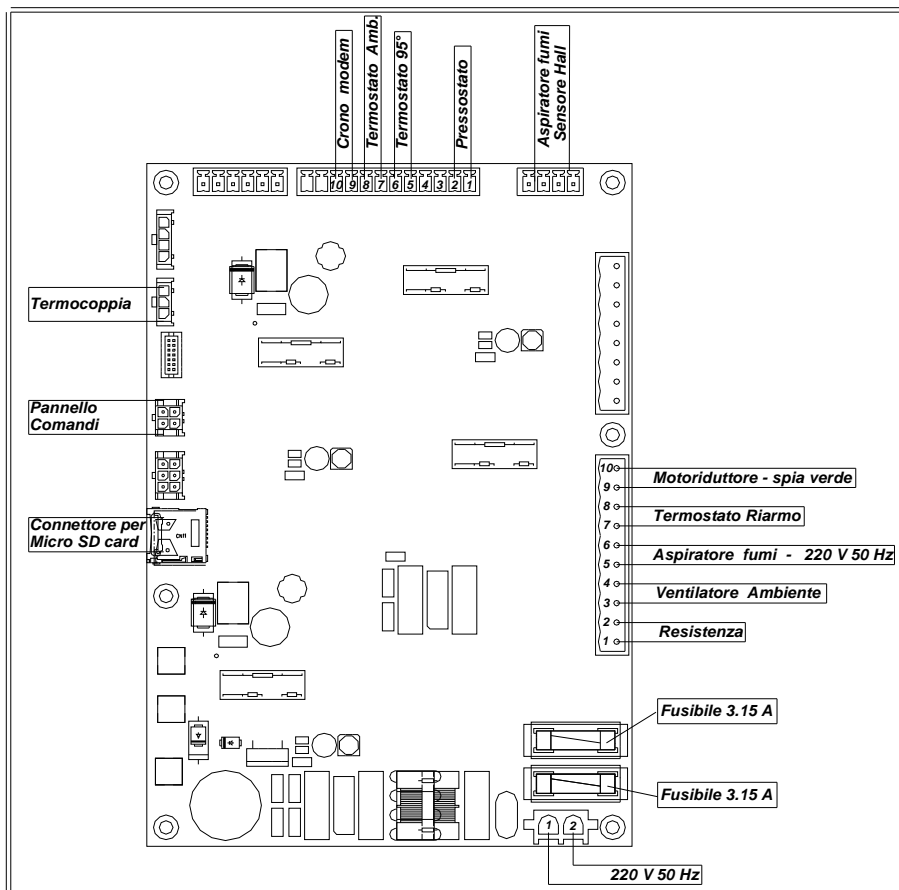 Crono modem
Termostato Amb.
Termostato 95°
Pressostato
Aspiratore fumi
Sensore Hall
10 9 8 7 6 5 4 3 2 1
Termocoppia
Pannello
Comandi
Connettore per
Micro SD card
CN11
10
9
Motoriduttore - spia verde
8
7
Termostato Riarmo
6
5
Aspiratore fumi - 220 V 50 Hz
4
3
Ventilatore Ambiente
2
1
Resistenza
Fusibile 3.15 A
Fusibile 3.15 A
1 2
220 V 50 Hz